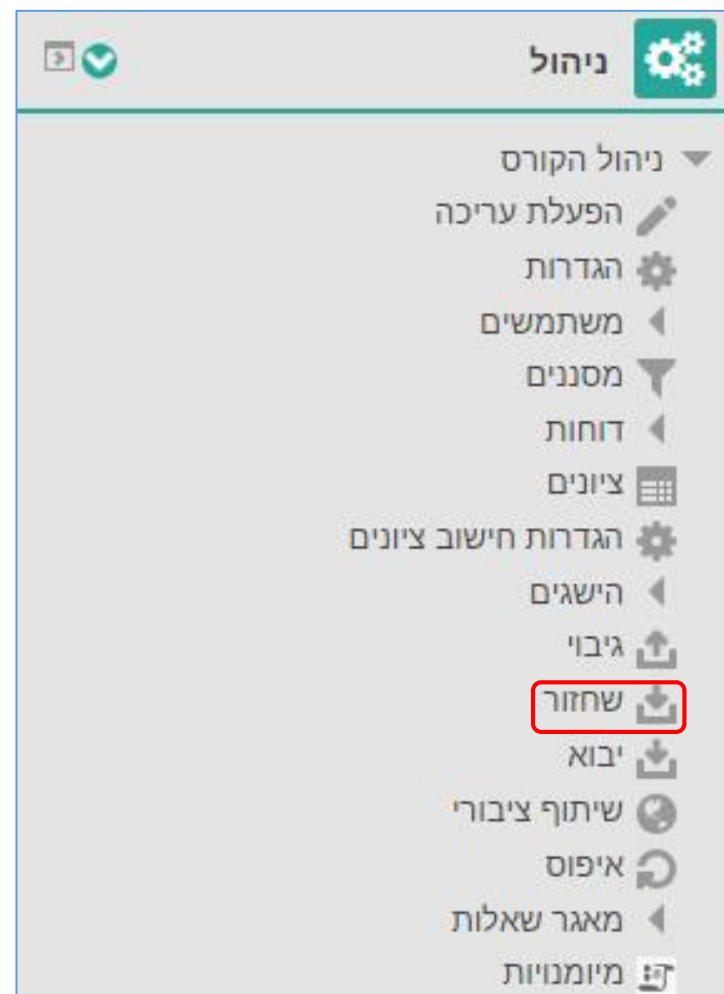 ניהול
ניהול הקורס
הפעלת עריכה
הגדרות
משתמשים
מסננים
דוחות
ציונים
הגדרות חישוב ציונים
הישגים
גיבוי
שחזור
יבוא
שיתוף ציבורי
איפוס
מאגר שאלות
מיומנויות